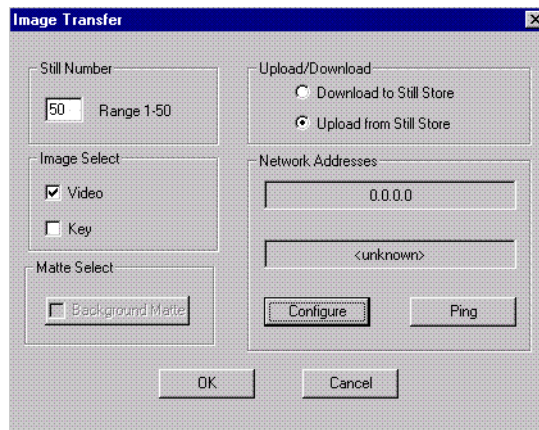 Image Transfer
Still Number
50 Range 1-50
Image Select
Video
Key
Matte Select
Background Matte
Upload/Download
Download to Still Store
Upload from Still Store
Network Addresses
0.0.0.0
<unknown>
Configure Ping
OK Cancel